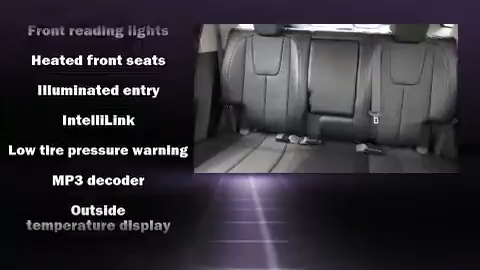 Front reading lights
Heated front seats
Illuminated entry
IntelliLink
Low tire pressure warning
MP3 decoder
Outside
temperature display